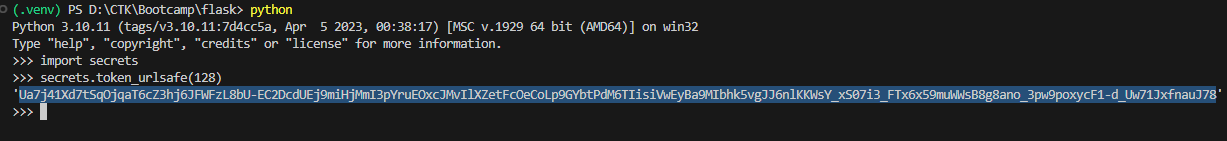 (.venv) PS D:\CTK\Bootcamp\flask> python
Python 3.10.11 (tags/v3.10.11:7d4cc5a, Apr  5 2023, 00:38:17) [MSC v.1929 64 bit (AMD64)] on win32
Type "help", "copyright", "credits" or "license" for more information.
>>> import secrets
>>> secrets.token_urlsafe(128)
'Ua7j41Xd7tSqOjqaT6cZ3hj6JFWFzL8bU-EC2DcdUEj9miHjMmI3pYruEOxcJMvIlXZetFcOeCoLp9GYbtPdM6TIisiVwEyBa9MIbhk5vgJJ6nlKKWsY_xS07i3_FTx6x59muWWsB8g8ano_3pw9poxycF1-d_Uw71JxfnauJ78'
>>>